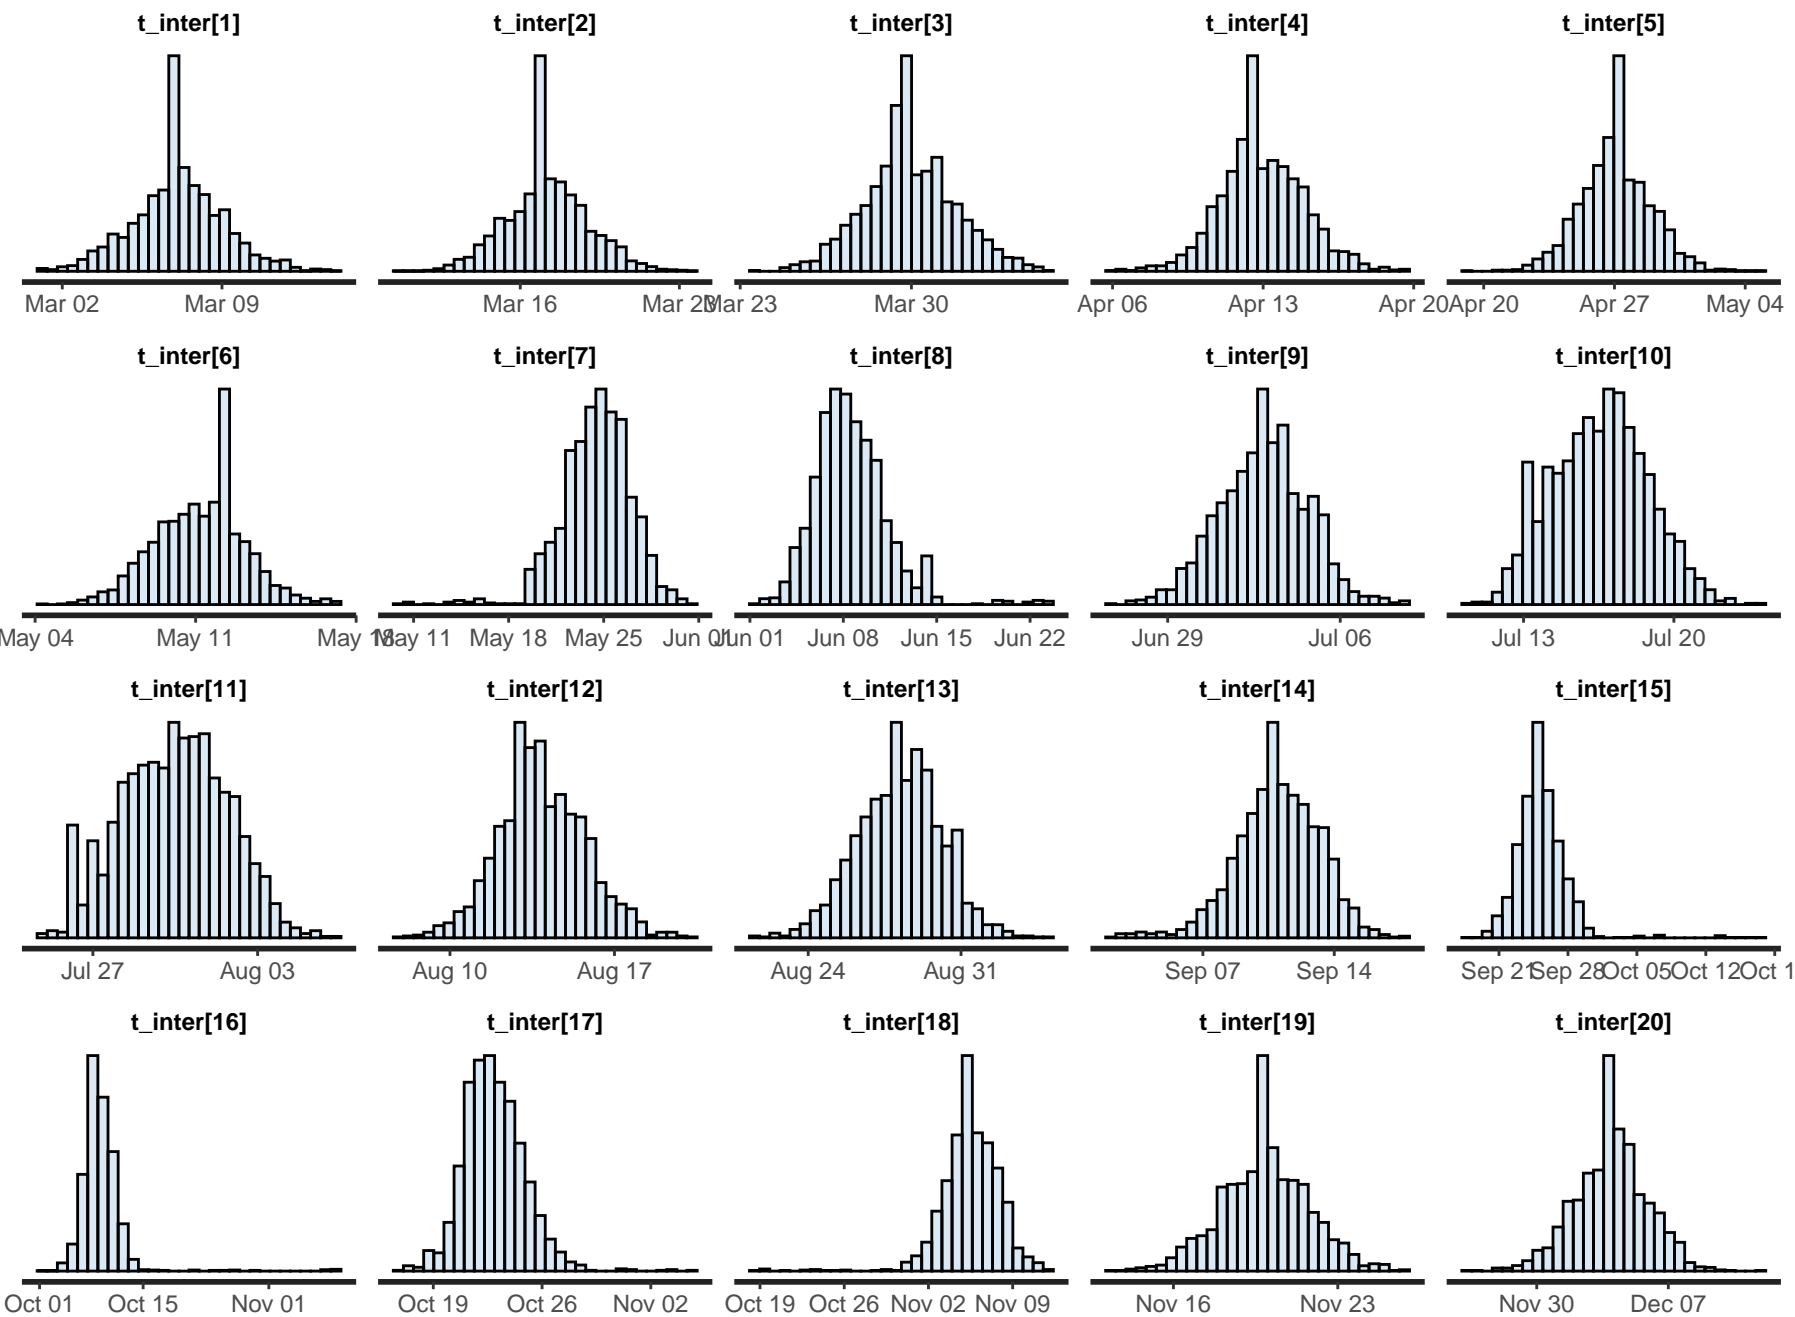 t_inter[1] t_inter[2] t_inter[3] t_inter[4] t_inter[5]
Mar 02 Mar 09 Mar 16 Mar 23 Mar 23 Mar 30 Apr 06 Apr 13 Apr 20 Apr 20 Apr 27 May 04
t_inter[6] t_inter[7] t_inter[8] t_inter[9] t_inter[10]
May 04 May 11 May 18 May 11 May 18 May 25 Jun 01 Jun 01 Jun 08 Jun 15 Jun 22 Jun 29 Jul 06 Jul 13 Jul 20
t_inter[11] t_inter[12] t_inter[13] t_inter[14] t_inter[15]
Jul 27 Aug 03 Aug 10 Aug 17 Aug 24 Aug 31 Sep 07 Sep 14 Sep 21 Sep 28 Oct 05 Oct 12 Oct 1
t_inter[16] t_inter[17] t_inter[18] t_inter[19] t_inter[20]
Oct 01 Oct 15 Nov 01 Oct 19 Oct 26 Nov 02 Oct 19 Oct 26 Nov 02 Nov 09 Nov 16 Nov 23 Nov 30 Dec 07